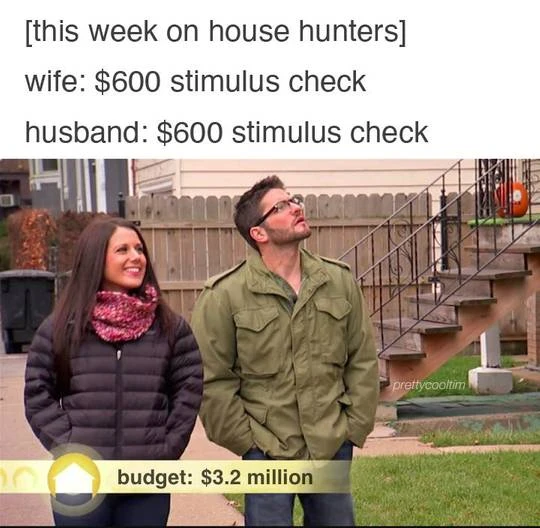 [this week on house hunters]
wife: $600 stimulus check
husband: $600 stimulus check
prettycooltim
budget: $3.2 million